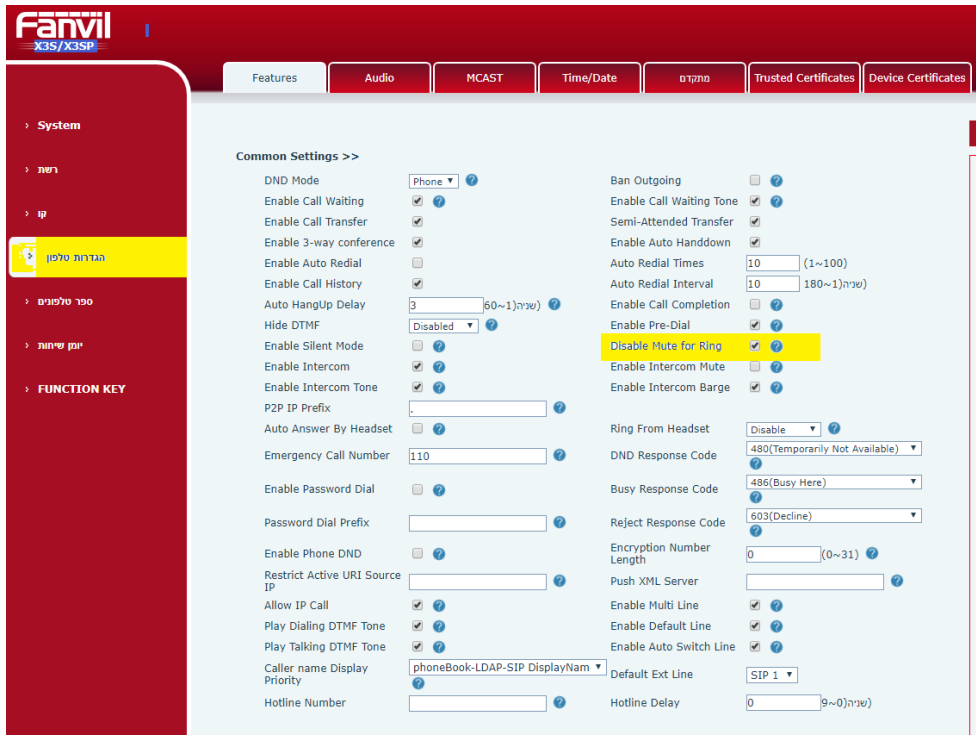 Fanvil
X3S/X3SP
Features Audio MCAST Time/Date מתקדם Trusted Certificates Device Certificates
› System
› רשת
› קו
› הגדרות טלפון
› ספר טלפונים
› יומן שיחות
› FUNCTION KEY
Common Settings >>
DND Mode Phone Ban Outgoing
Enable Call Waiting Enable Call Waiting Tone
Enable Call Transfer Semi-Attended Transfer
Enable 3-way conference Enable Auto Handdown
Enable Auto Redial Auto Redial Times 10 (1~100)
Enable Call History Auto Redial Interval 10 (שניה(1~180
Auto HangUp Delay 3 (שניה(1~60 Enable Call Completion
Hide DTMF Disabled Enable Pre-Dial
Enable Silent Mode Disable Mute for Ring
Enable Intercom Enable Intercom Mute
Enable Intercom Tone Enable Intercom Barge
P2P IP Prefix .
Auto Answer By Headset Ring From Headset Disable
Emergency Call Number 110 DND Response Code 480(Temporarily Not Available)
Enable Password Dial Busy Response Code 486(Busy Here)
Password Dial Prefix Reject Response Code 603(Decline)
Enable Phone DND Encryption Number Length 0 (0~31)
Restrict Active URI Source IP Push XML Server
Allow IP Call Enable Multi Line
Play Dialing DTMF Tone Enable Default Line
Play Talking DTMF Tone Enable Auto Switch Line
Caller name Display Priority phoneBook-LDAP-SIP DisplayNam Default Ext Line SIP 1
Hotline Number Hotline Delay 0 (שניה(0~9